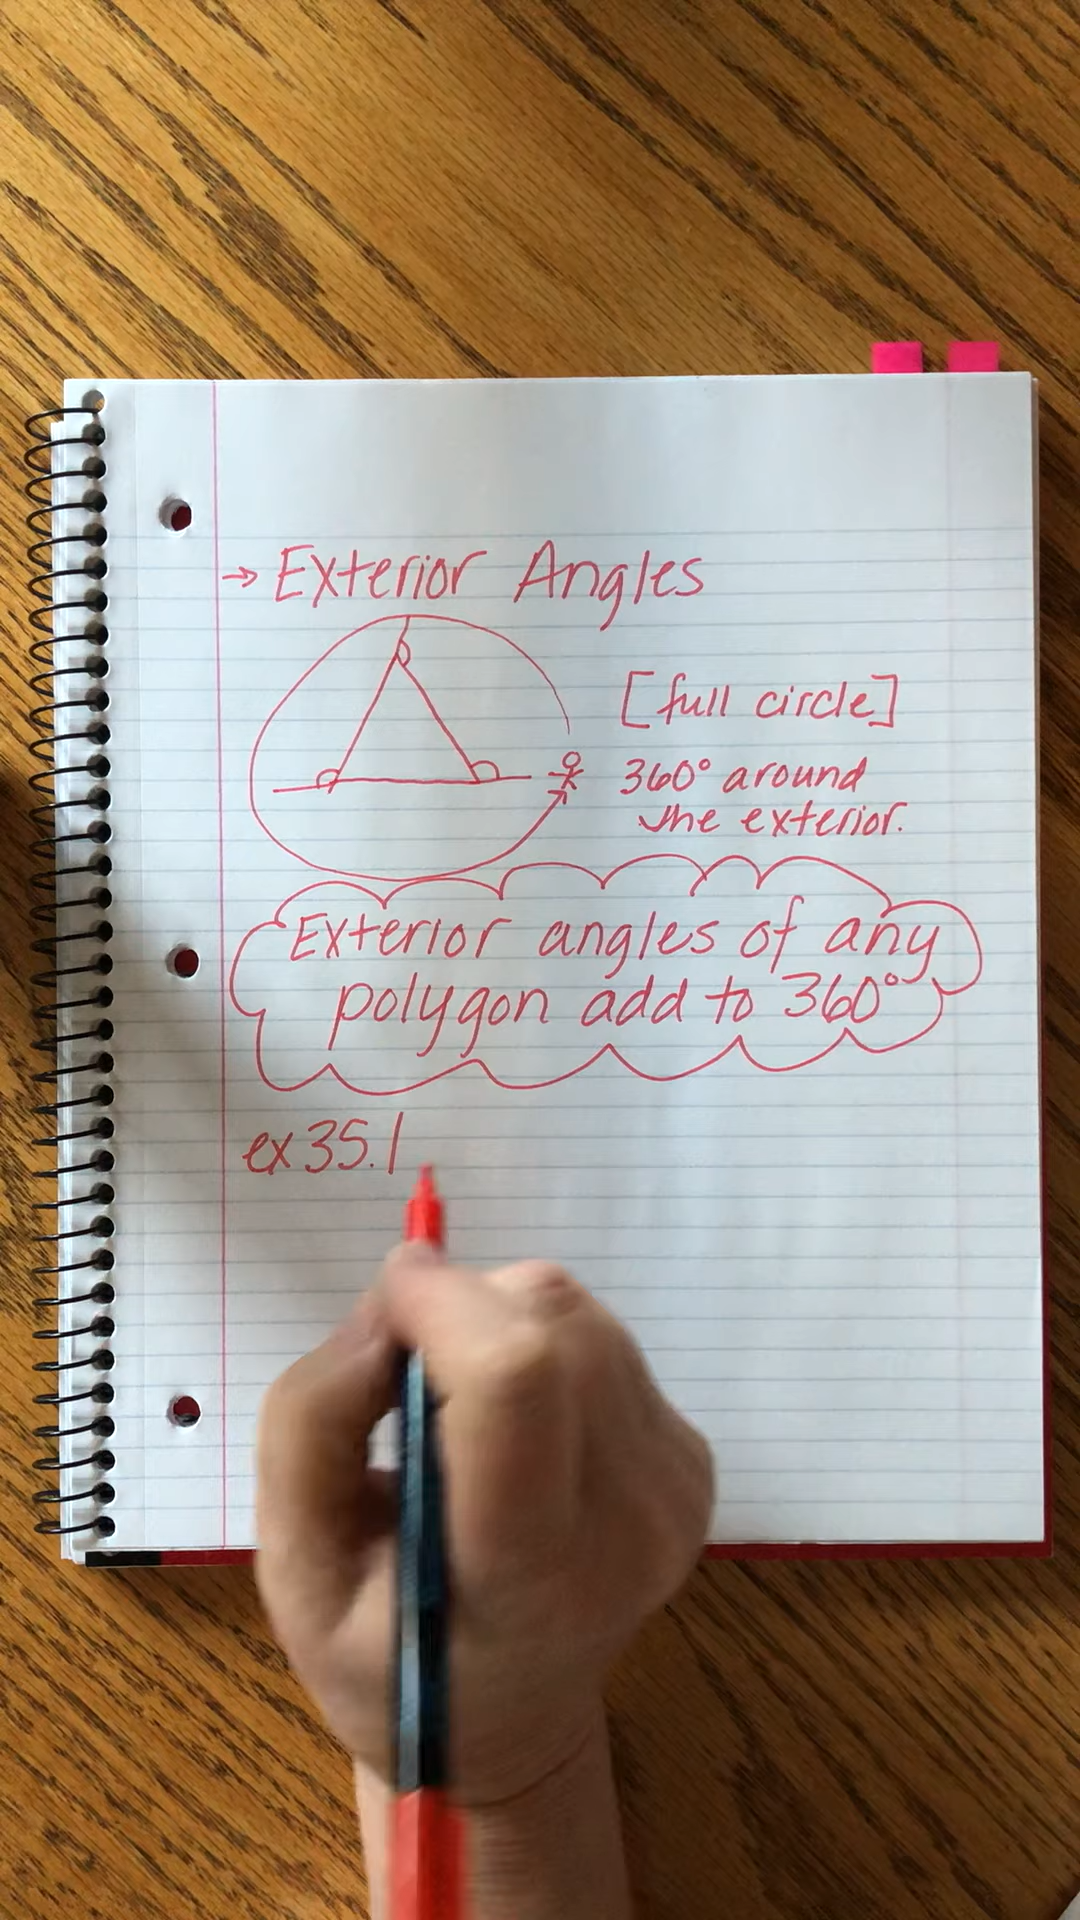 → Exterior Angles
[full circle]
360° around
the exterior.
Exterior angles of any
polygon add to 360°
ex 35.1